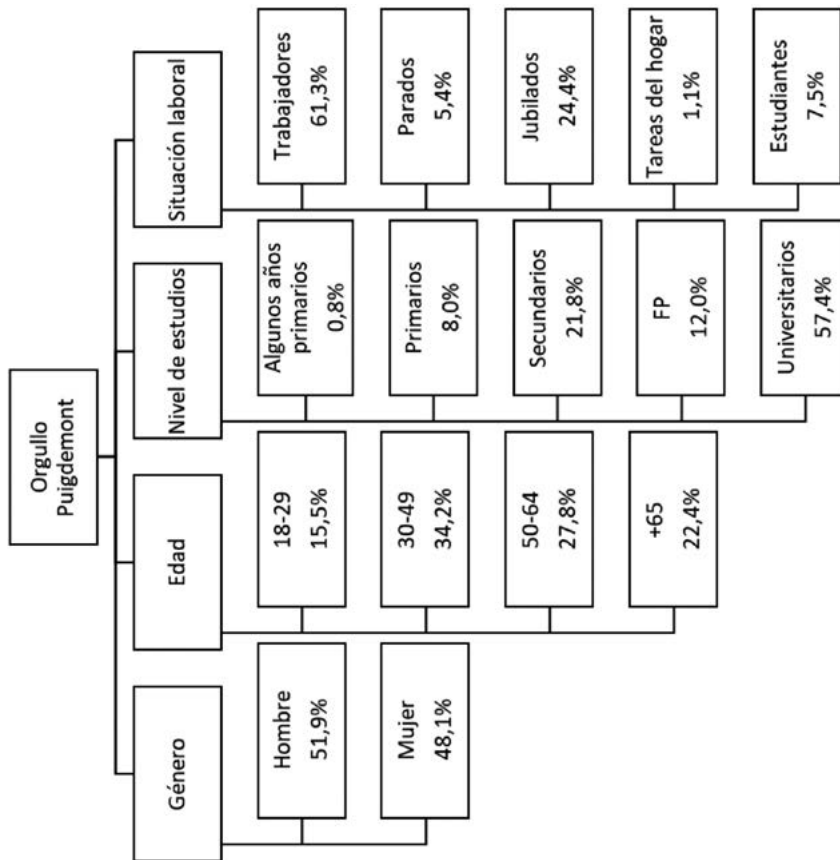 Orgullo
Puigdemont
Género
Hombre
51,9%
Mujer
48,1%
Edad
18-29
15,5%
30-49
34,2%
50-64
27,8%
+65
22,4%
Nivel de estudios
Algunos años
primarios
0,8%
Primarios
8,0%
Secundarios
21,8%
FP
12,0%
Universitarios
57,4%
Situación laboral
Trabajadores
61,3%
Parados
5,4%
Jubilados
24,4%
Tareas del hogar
1,1%
Estudiantes
7,5%